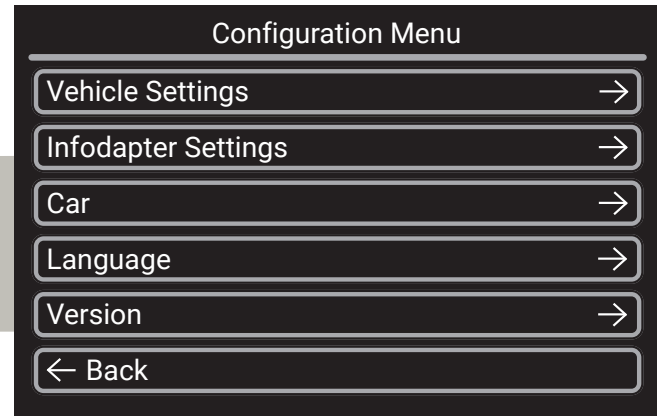 Configuration Menu
Vehicle Settings
Infodapter Settings
Car
Language
Version
Back